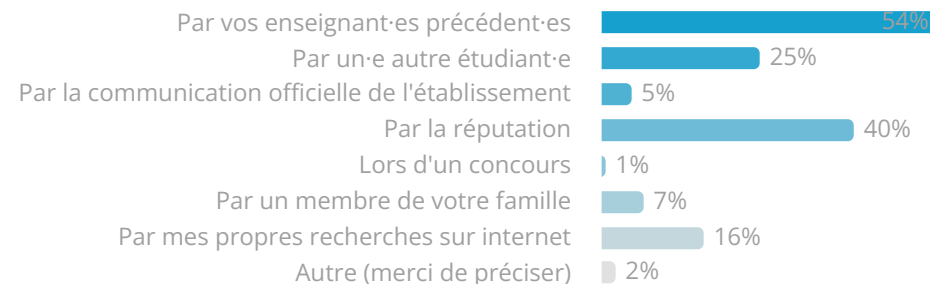 Par vos enseignant·es précédent·es 54%
Par un·e autre étudiant·e 25%
Par la communication officielle de l'établissement 5%
Par la réputation 40%
Lors d'un concours 1%
Par un membre de votre famille 7%
Par mes propres recherches sur internet 16%
Autre (merci de préciser) 2%